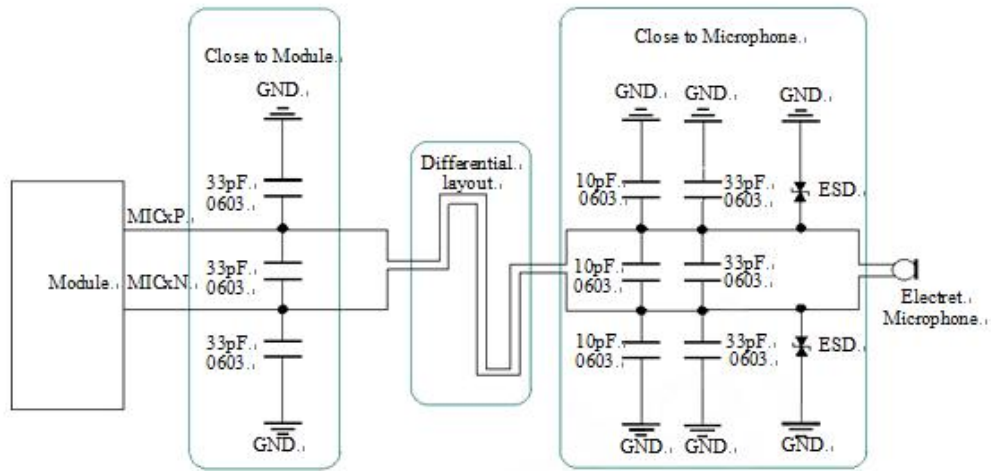 Close to Module.
GND.
33pF.
0603.
MICxP.
Module.
MICxN.
33pF.
0603.
33pF.
0603.
GND.
Differential.
layout.
Close to Microphone.
GND. GND. GND.
10pF.
0603.
33pF.
0603.
ESD.
10pF.
0603.
33pF.
0603.
Electret.
Microphone.
10pF.
0603.
33pF.
0603.
ESD.
GND. GND. GND.